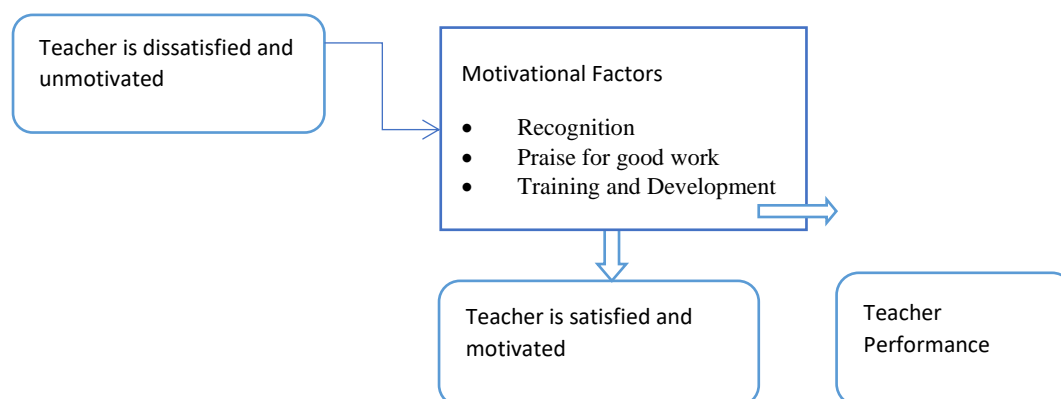 Teacher is dissatisfied and
unmotivated
Motivational Factors
• Recognition
• Praise for good work
• Training and Development
Teacher is satisfied and
motivated
Teacher
Performance